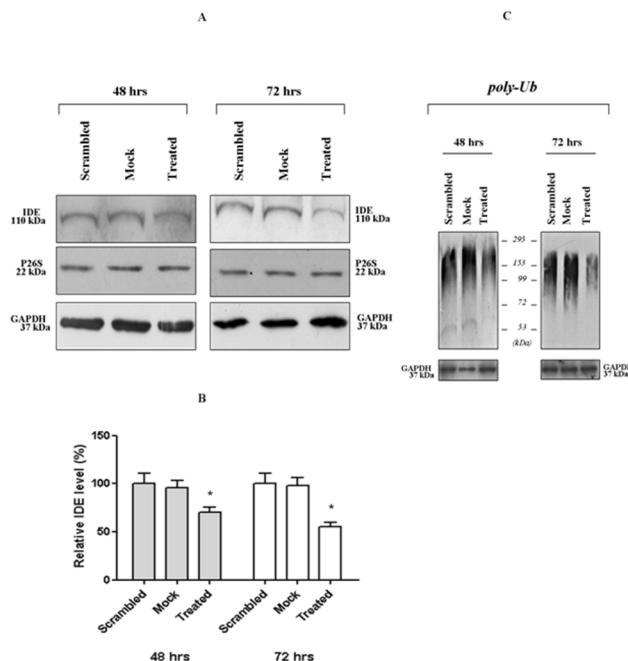 A
48 hrs
72 hrs
Scrambled
Mock
Treated
Scrambled
Mock
Treated
IDE
110 kDa
IDE
110 kDa
P26S
22 kDa
P26S
22 kDa
GAPDH
37 kDa
GAPDH
37 kDa
B
Relative IDE level (%)
150
100
50
0
*
*
Scrambled
Mock
Treated
Scrambled
Mock
Treated
48 hrs
72 hrs
C
poly-Ub
48 hrs
72 hrs
Scrambled
Mock
Treated
Scrambled
Mock
Treated
295
153
99
72
53
(kDa)
GAPDH
37 kDa
GAPD
37 kDa